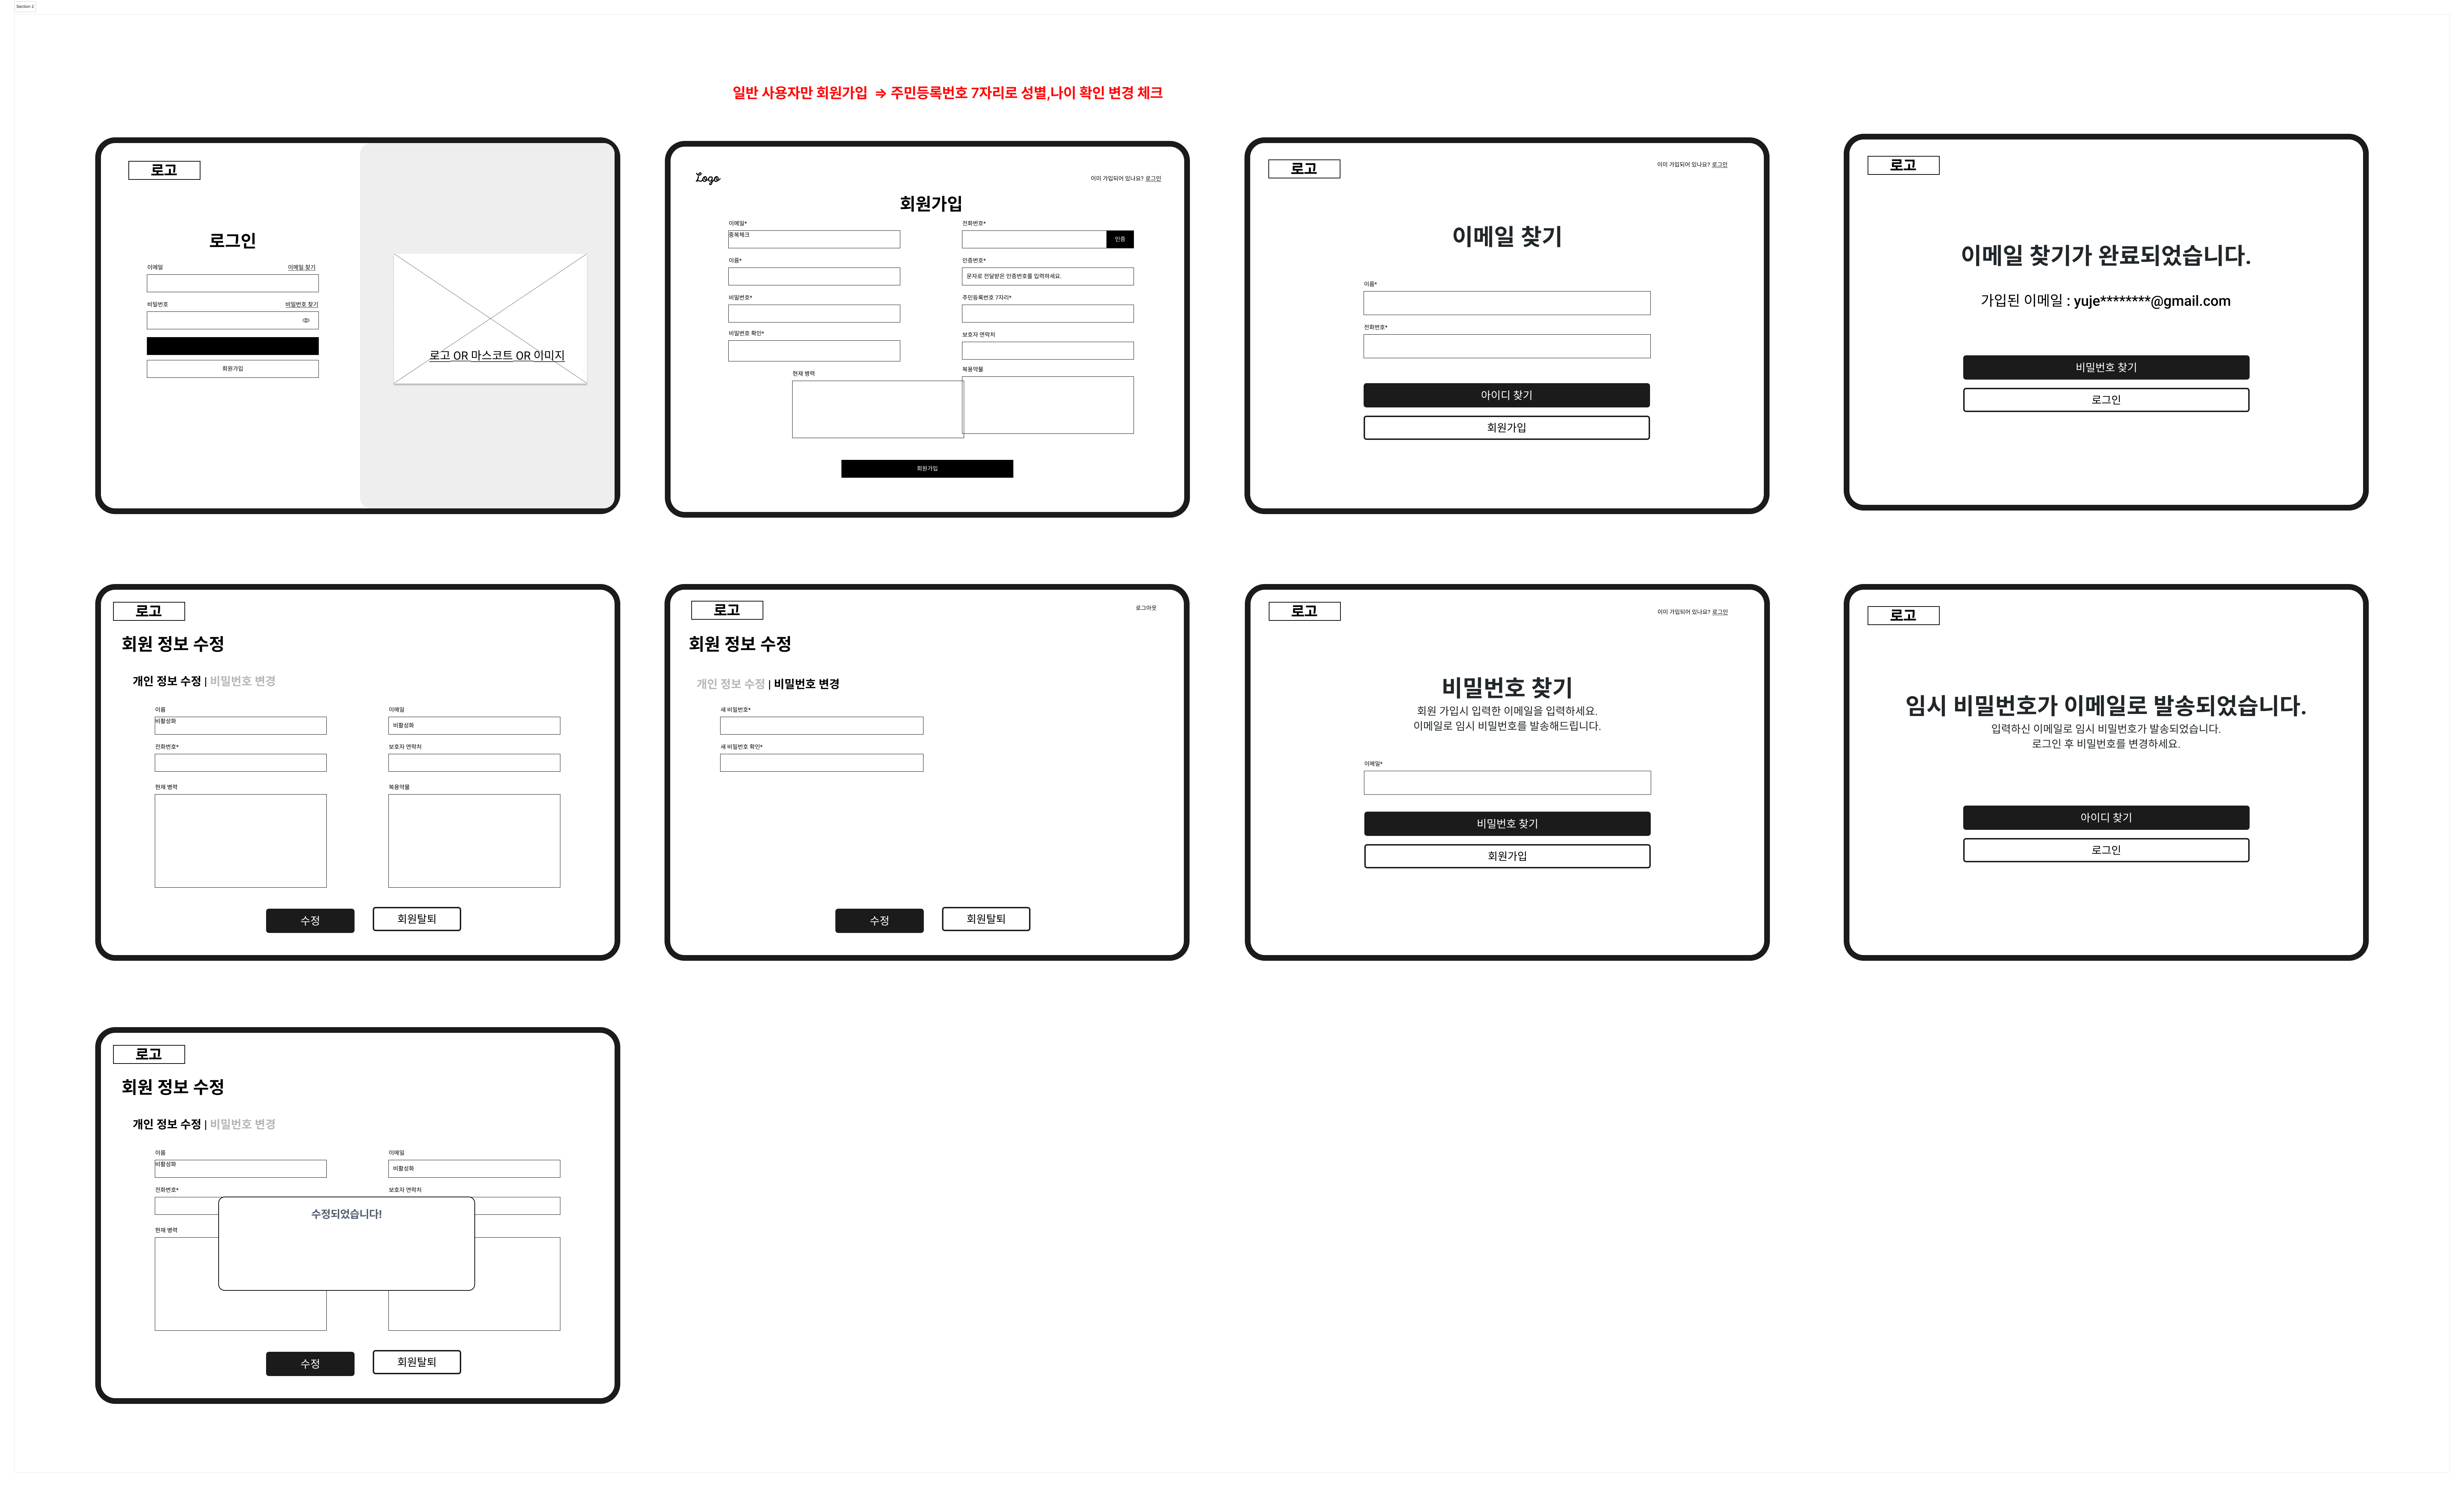 Section 2
일반 사용자만 회원가입 ⇒ 주민등록번호 7자리로 성별,나이 확인 변경 체크
로고
로그인
이메일
이메일 찾기
비밀번호
비밀번호 찾기
회원가입
로고 OR 마스코트 OR 이미지
Logo
이미 가입되어 있나요? 로그인
회원가입
이메일*
중복체크
이름*
비밀번호*
비밀번호 확인*
현재 병력
전화번호*
인증
인증번호*
문자로 전달받은 인증번호를 입력하세요.
주민등록번호 7자리*
보호자 연락처
복용약물
회원가입
로고
이미 가입되어 있나요? 로그인
이메일 찾기
이름*
전화번호*
아이디 찾기
회원가입
로고
이메일 찾기가 완료되었습니다.
가입된 이메일 : yuje********@gmail.com
비밀번호 찾기
로그인
로고
회원 정보 수정
개인 정보 수정 | 비밀번호 변경
이름
비활성화
이메일
비활성화
전화번호*
보호자 연락처
현재 병력
복용약물
수정
회원탈퇴
로고
로그아웃
회원 정보 수정
개인 정보 수정 | 비밀번호 변경
새 비밀번호*
새 비밀번호 확인*
수정
회원탈퇴
로고
이미 가입되어 있나요? 로그인
비밀번호 찾기
회원 가입시 입력한 이메일을 입력하세요.
이메일로 임시 비밀번호를 발송해드립니다.
이메일*
비밀번호 찾기
회원가입
로고
임시 비밀번호가 이메일로 발송되었습니다.
입력하신 이메일로 임시 비밀번호가 발송되었습니다.
로그인 후 비밀번호를 변경하세요.
아이디 찾기
로그인
로고
회원 정보 수정
개인 정보 수정 | 비밀번호 변경
이름
비활성화
이메일
비활성화
전화번호*
보호자 연락처
현재 병력
수정되었습니다!
수정
회원탈퇴